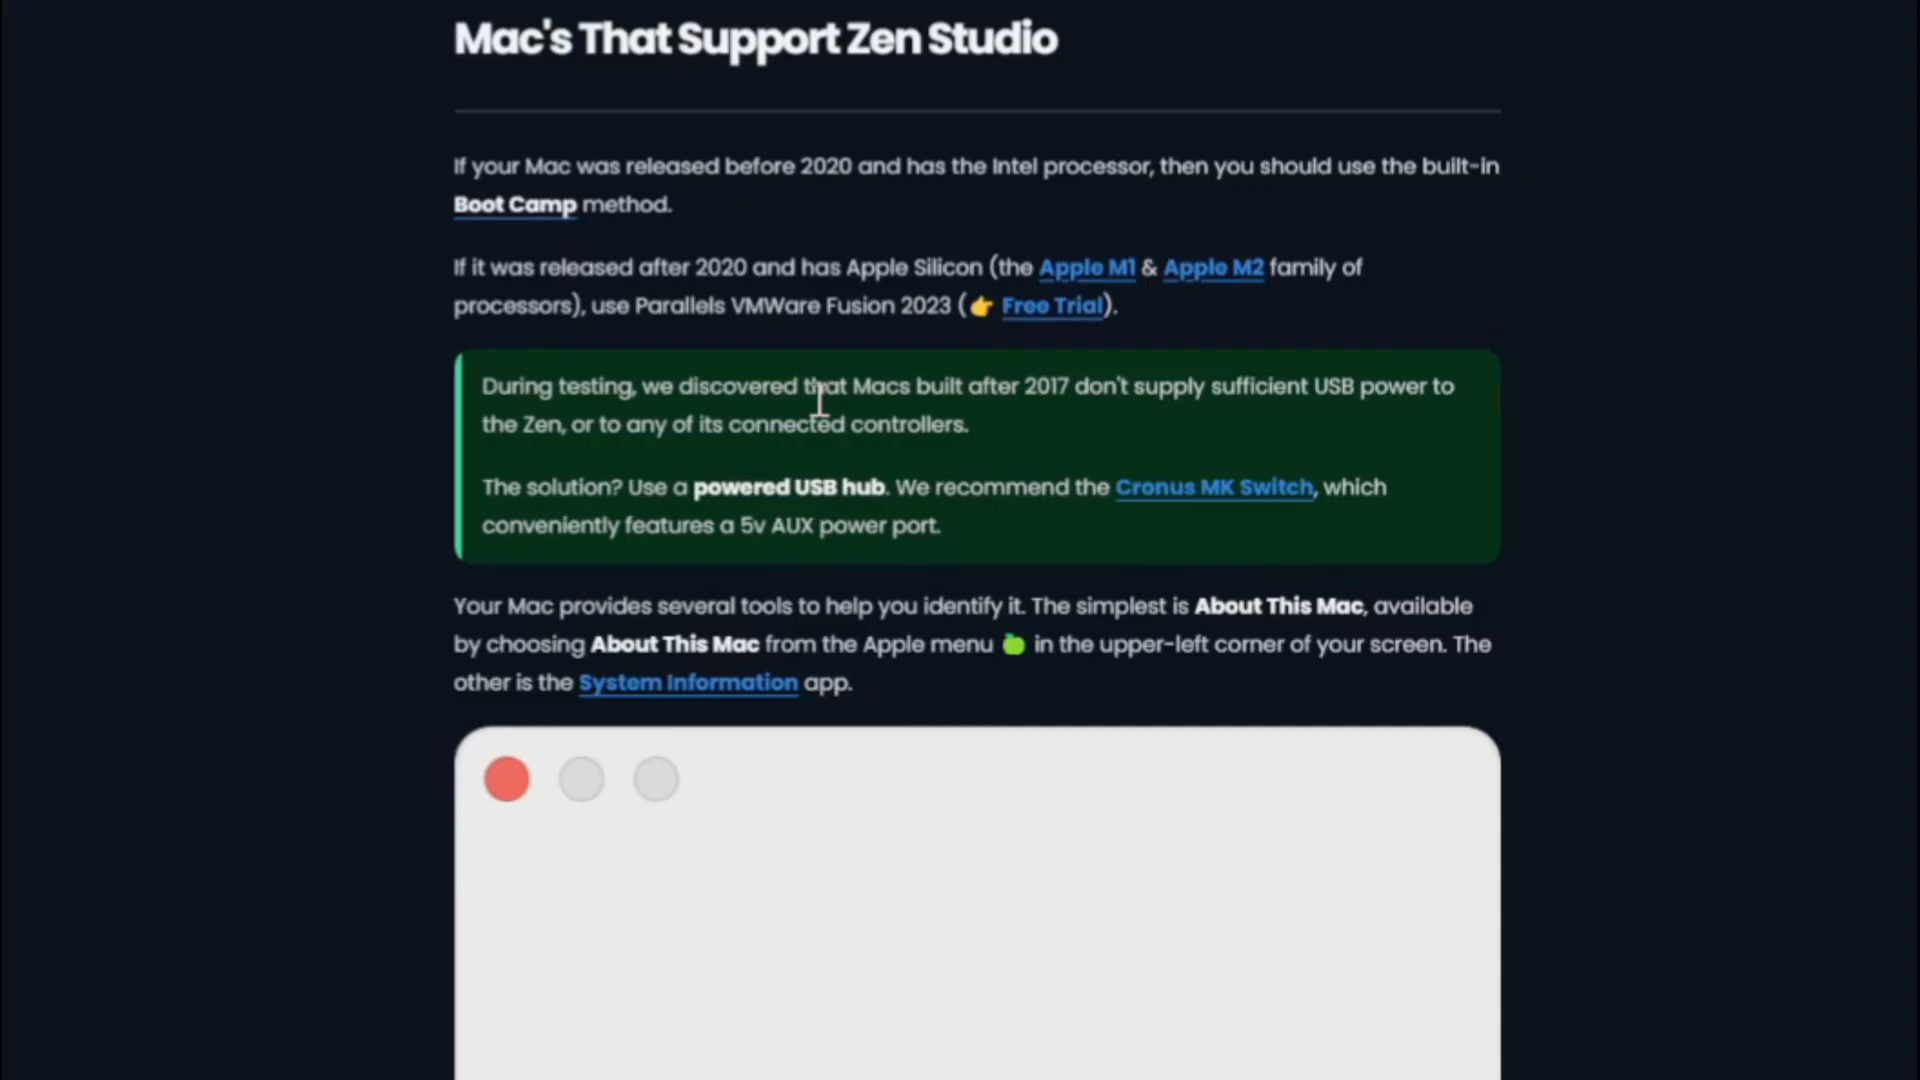 Mac's That Support Zen Studio
If your Mac was released before 2020 and has the Intel processor, then you should use the built-in
Boot Camp method.
If it was released after 2020 and has Apple Silicon (the Apple M1 & Apple M2 family of
processors), use Parallels VMWare Fusion 2023 (👉 Free Trial).
During testing, we discovered that Macs built after 2017 don't supply sufficient USB power to
the Zen, or to any of its connected controllers.
The solution? Use a powered USB hub. We recommend the Cronus MK Switch, which
conveniently features a 5v AUX power port.
Your Mac provides several tools to help you identify it. The simplest is About This Mac, available
by choosing About This Mac from the Apple menu 🍏 in the upper-left corner of your screen. The
other is the System Information app.